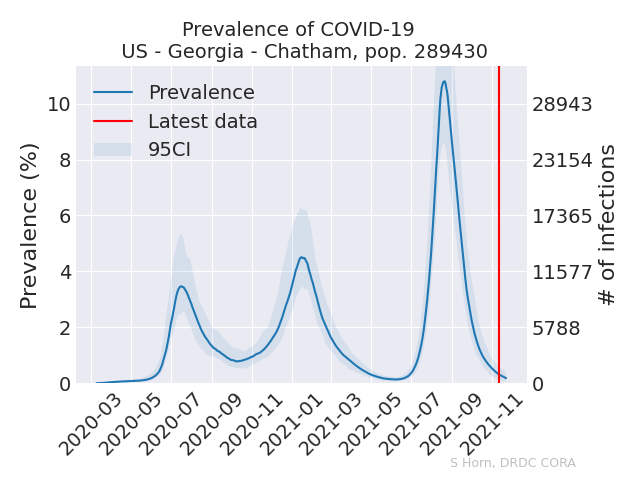 Prevalence of COVID-19
US - Georgia - Chatham, pop. 289430
Prevalence
Latest data
95CI
Prevalence (%)
10
8
6
4
2
0
28943
23154
17365
11577
5788
0
# of infections
2020-03
2020-05
2020-07
2020-09
2020-11
2021-01
2021-03
2021-05
2021-07
2021-09
2021-11
S Horn, DRDC CORA